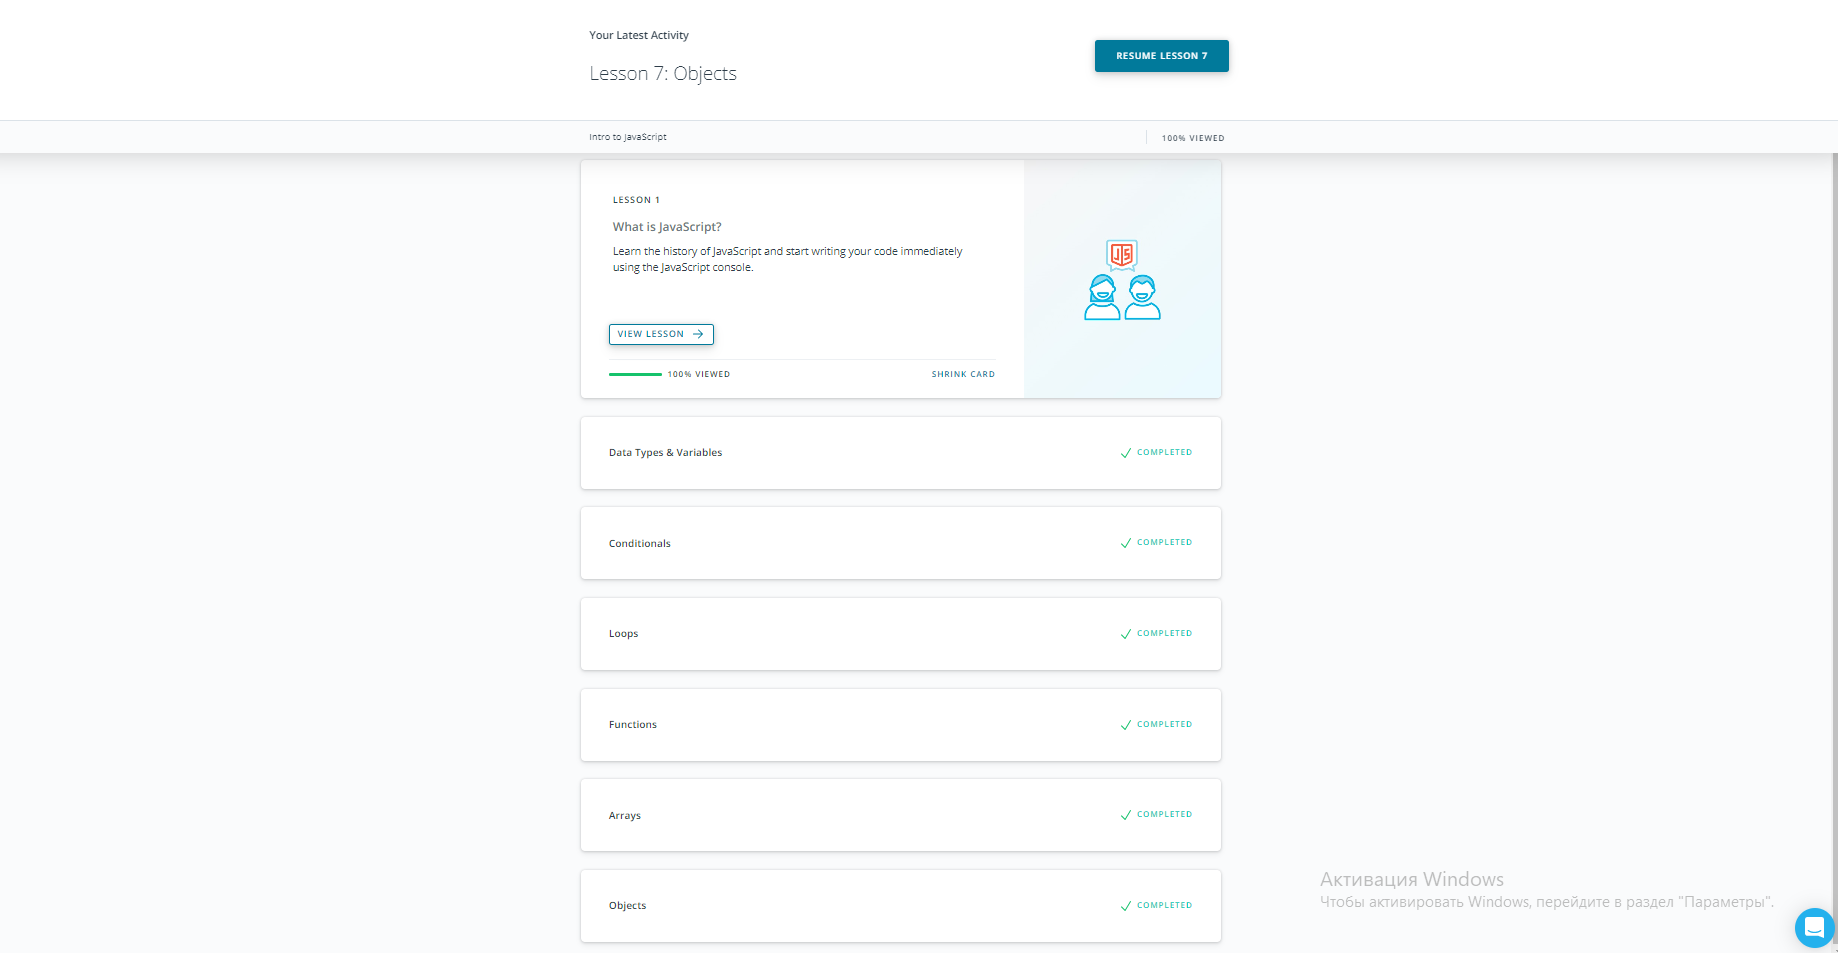 Your Latest Activity
Lesson 7: Objects
RESUME LESSON 7
Intro to JavaScript
100% VIEWED
LESSON 1
What is JavaScript?
Learn the history of JavaScript and start writing your code immediately
using the JavaScript console.
JS
VIEW LESSON
100% VIEWED
SHRINK CARD
Data Types & Variables
COMPLETED
Conditionals
COMPLETED
Loops
COMPLETED
Functions
COMPLETED
Arrays
COMPLETED
Objects
COMPLETED
Активация Windows
Чтобы активировать Windows, перейдите в раздел "Параметры".